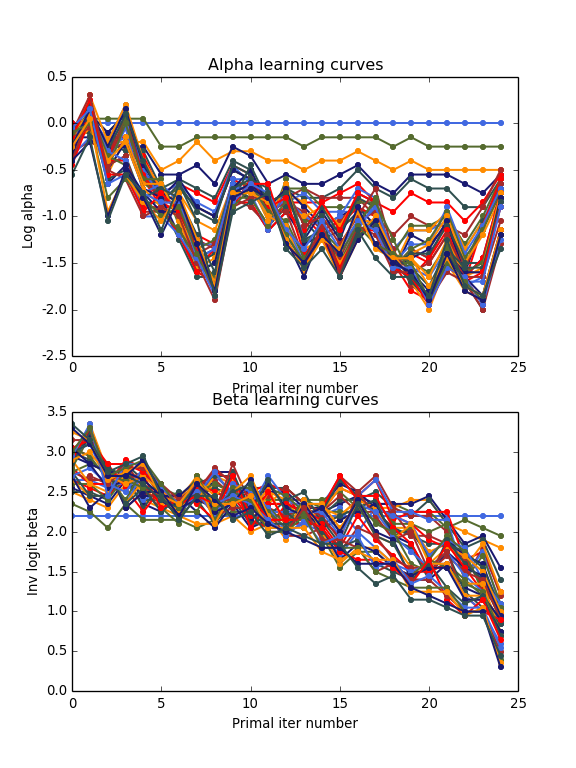 Alpha learning curves
0.5
0.0
-0.5
-1.0
-1.5
-2.0
-2.5
Log alpha
0 5 10 15 20 25
Primal iter number
Beta learning curves
3.5
3.0
2.5
2.0
1.5
1.0
0.5
0.0
Inv logit beta
0 5 10 15 20 25
Primal iter number